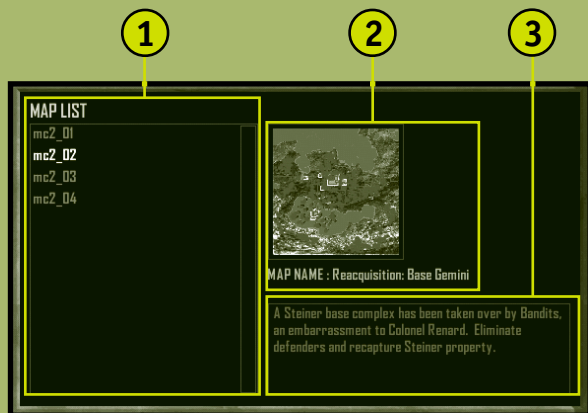 1
2
3
MAP LIST
mc2_01
mc2_02
mc2_03
mc2_04
MAP NAME : Reacquisition: Base Gemini
A Steiner base complex has been taken over by Bandits,
an embarrassment to Colonel Renard. Eliminate
defenders and recapture Steiner property.